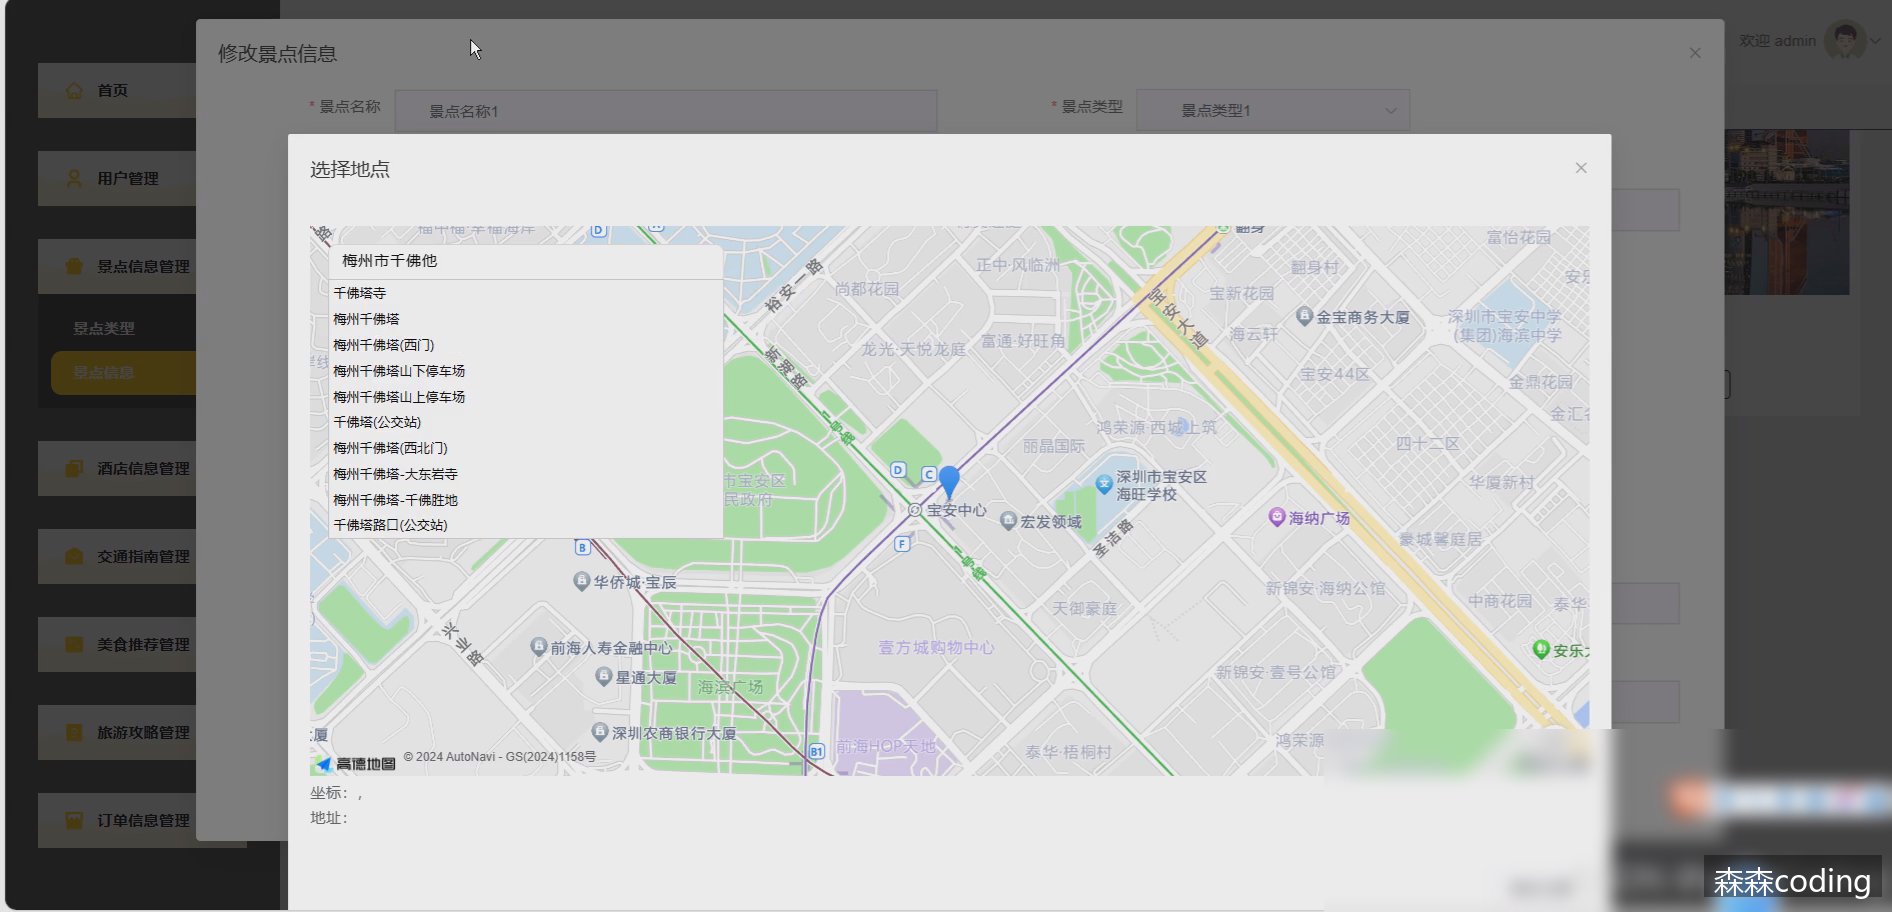 修改景点信息
欢迎 admin
首页
* 景点名称
景点名称1
* 景点类型
景点类型1
用户管理
选择地点
景点信息管理
景点类型
景点信息
酒店信息管理
交通指南管理
美食推荐管理
旅游攻略管理
订单信息管理
梅州市千佛他
千佛塔寺
梅州千佛塔
梅州千佛塔(西门)
梅州千佛塔山下停车场
梅州千佛塔山上停车场
千佛塔(公交站)
梅州千佛塔(西北门)
梅州千佛塔-大东岩寺
梅州千佛塔-千佛胜地
千佛塔路口(公交站)
路
D
翻身
富怡花园
正中·风临洲
翻身村
裕安一路
尚都花园
宝新花园
宝安大道
金宝商务大厦
深圳市宝安中学
(集团)海滨中学
海云轩
富通·好旺角
龙光·天悦龙庭
新湖路
宝安44区
金鼎花园
1号线
鸿荣源·西城上筑
丽晶国际
四十二区
D
C
市宝安区
民政府
深圳市宝安区
海旺学校
华厦新村
宝安中心
宏发领域
海纳广场
圣洁路
豪城馨庭居
F
B
1号线
华侨城·宝辰
新锦安·海纳公馆
天御豪庭
中商花园
泰华
兴业路
前海人寿金融中心
壹方城购物中心
安乐
星通大厦
海滨广场
新锦安·壹号公馆
深圳农商银行大厦
厦
前海HOP天地
B1
泰华·梧桐村
鸿荣源
高德地图
© 2024 AutoNavi - GS(2024)1158号
坐标: ,
地址:
森森coding